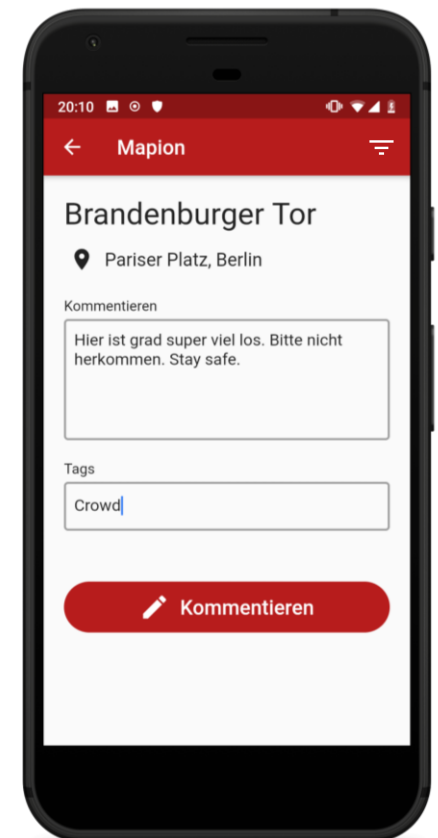 20:10
Mapion
Brandenburger Tor
Pariser Platz, Berlin
Kommentieren
Hier ist grad super viel los. Bitte nicht
herkommen. Stay safe.
Tags
Crowd
Kommentieren